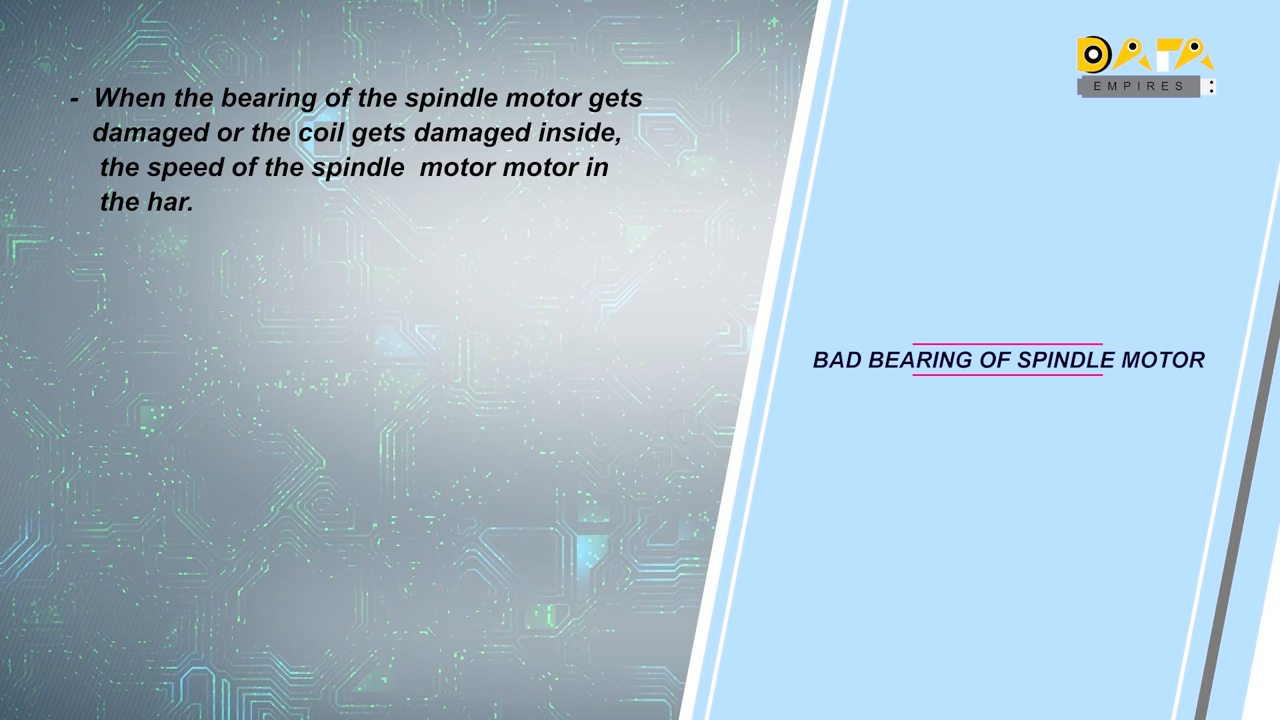 - When the bearing of the spindle motor gets
damaged or the coil gets damaged inside,
the speed of the spindle  motor motor in
the har.
DATA
EMPIRES
BAD BEARING OF SPINDLE MOTOR